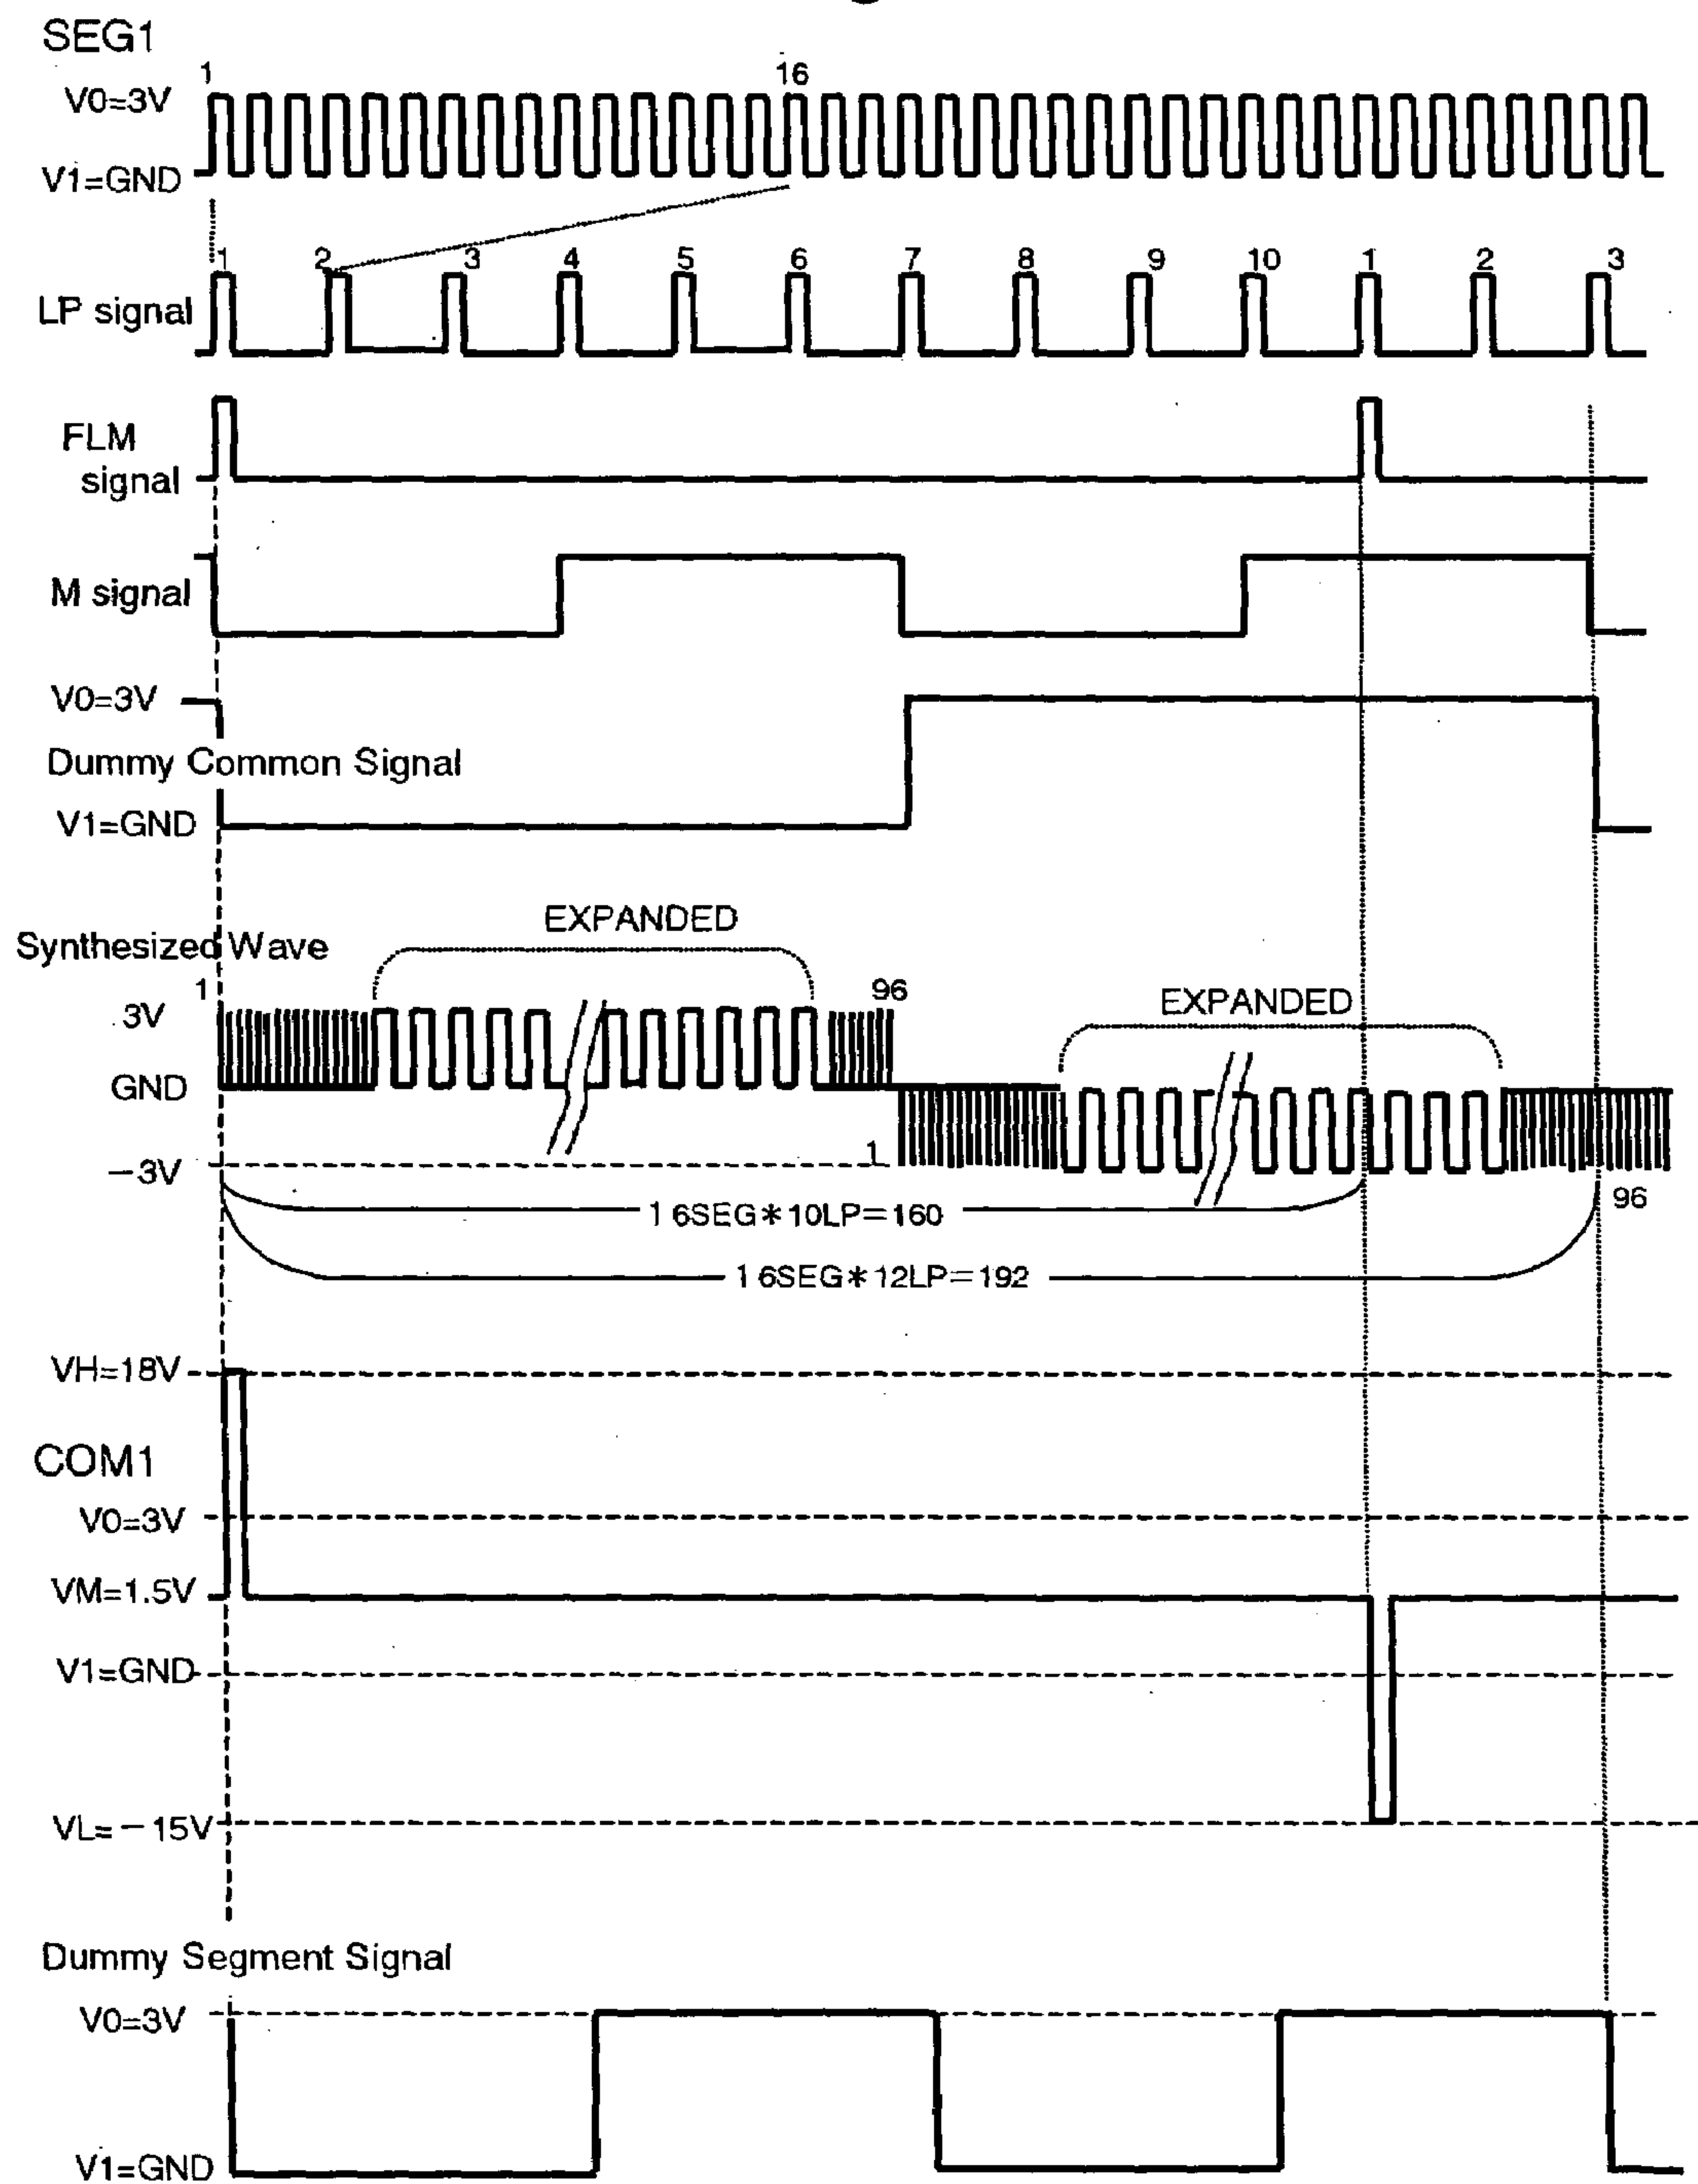 SEG1
1 16
V0=3V
V1=GND
1 2 3 4 5 6 7 8 9 10 1 2 3
LP signal
FLM
signal
M signal
V0=3V
Dummy Common Signal
V1=GND
EXPANDED
Synthesized Wave
1 96
3V
EXPANDED
GND
1
−3V
96
16SEG*10LP=160
16SEG*12LP=192
VH=18V
COM1
V0=3V
VM=1.5V
V1=GND
VL=−15V
Dummy Segment Signal
V0=3V
V1=GND